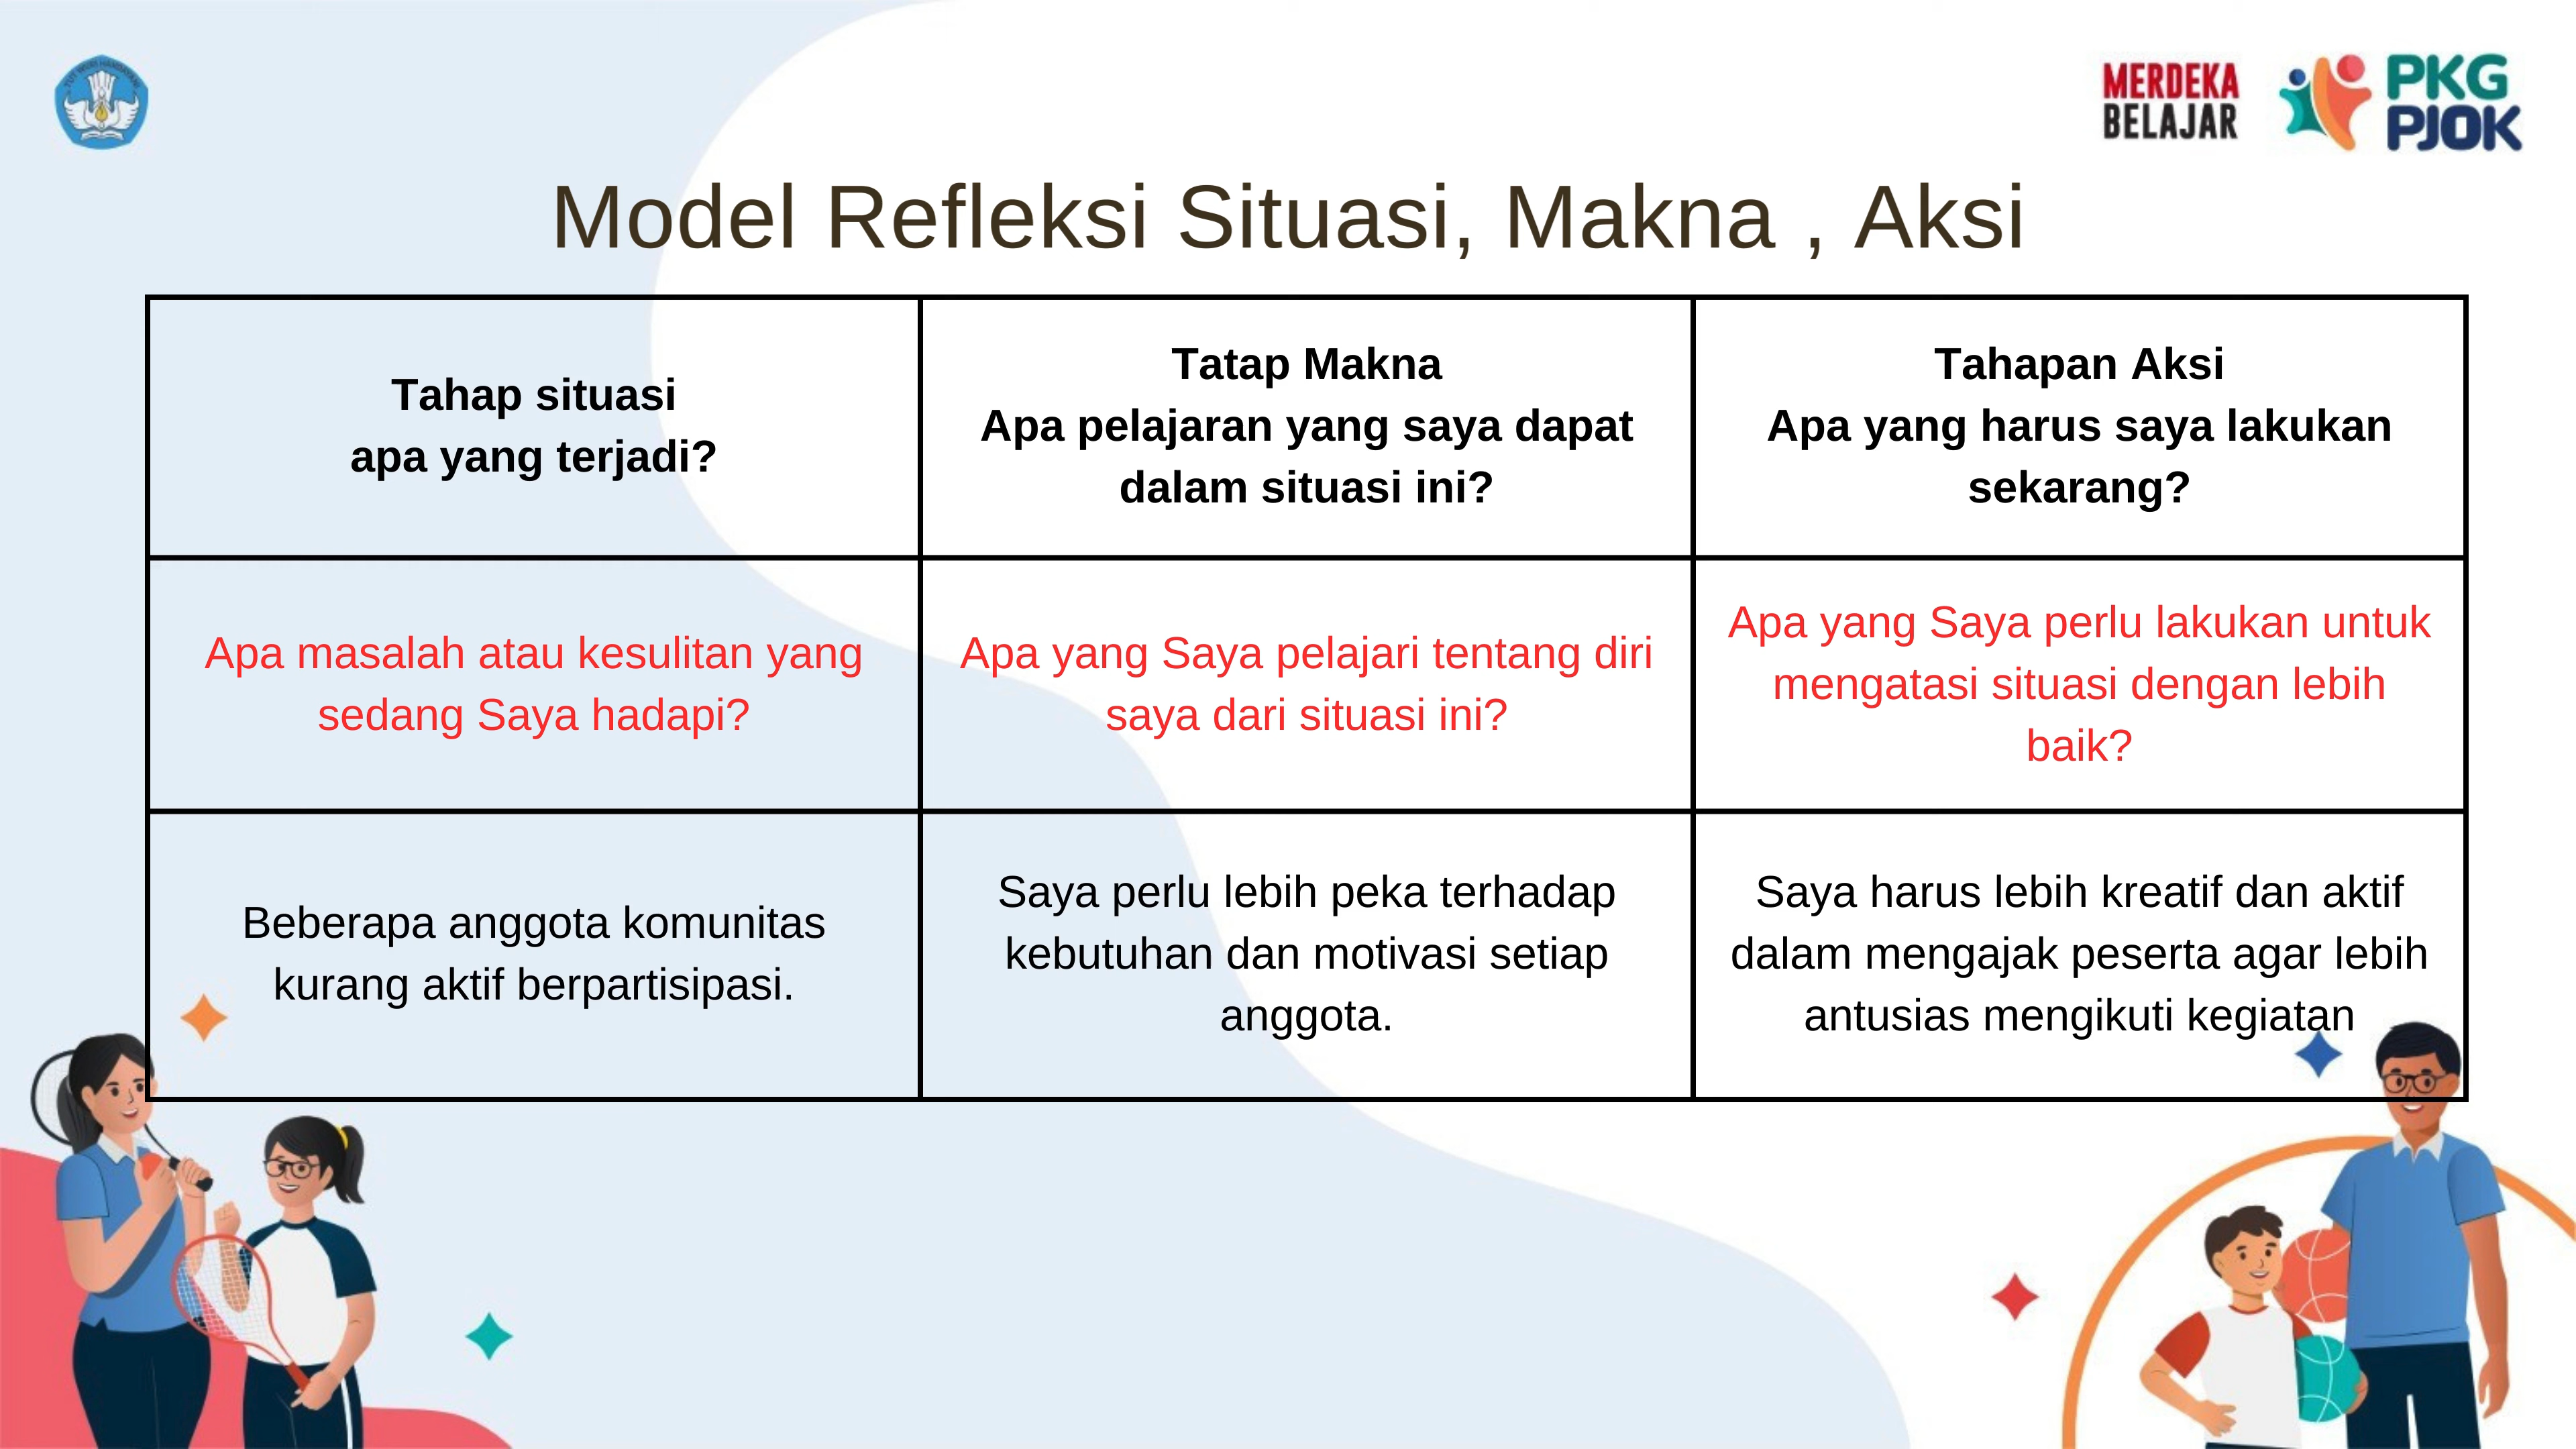 TUT WURI HANDAYANI
MERDEKA
BELAJAR
PKG
PJOK
Model Refleksi Situasi, Makna , Aksi
Tahap situasi
apa yang terjadi?
Tatap Makna
Apa pelajaran yang saya dapat
dalam situasi ini?
Tahapan Aksi
Apa yang harus saya lakukan
sekarang?
Apa masalah atau kesulitan yang
sedang Saya hadapi?
Apa yang Saya pelajari tentang diri
saya dari situasi ini?
Apa yang Saya perlu lakukan untuk
mengatasi situasi dengan lebih
baik?
Beberapa anggota komunitas
kurang aktif berpartisipasi.
Saya perlu lebih peka terhadap
kebutuhan dan motivasi setiap
anggota.
Saya harus lebih kreatif dan aktif
dalam mengajak peserta agar lebih
antusias mengikuti kegiatan